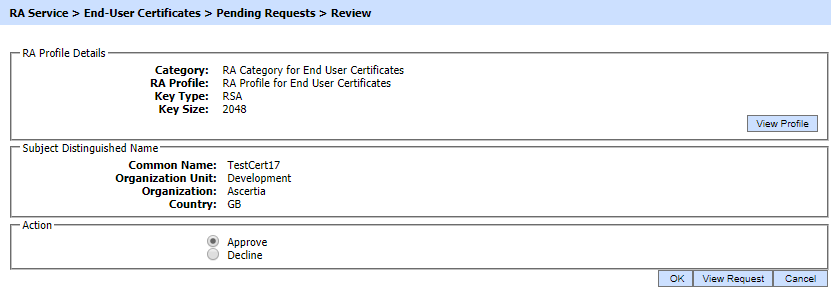 RA Service > End-User Certificates > Pending Requests > Review
RA Profile Details
Category: RA Category for End User Certificates
RA Profile: RA Profile for End User Certificates
Key Type: RSA
Key Size: 2048
View Profile
Subject Distinguished Name
Common Name: TestCert17
Organization Unit: Development
Organization: Ascertia
Country: GB
Action
Approve
Decline
OK View Request Cancel